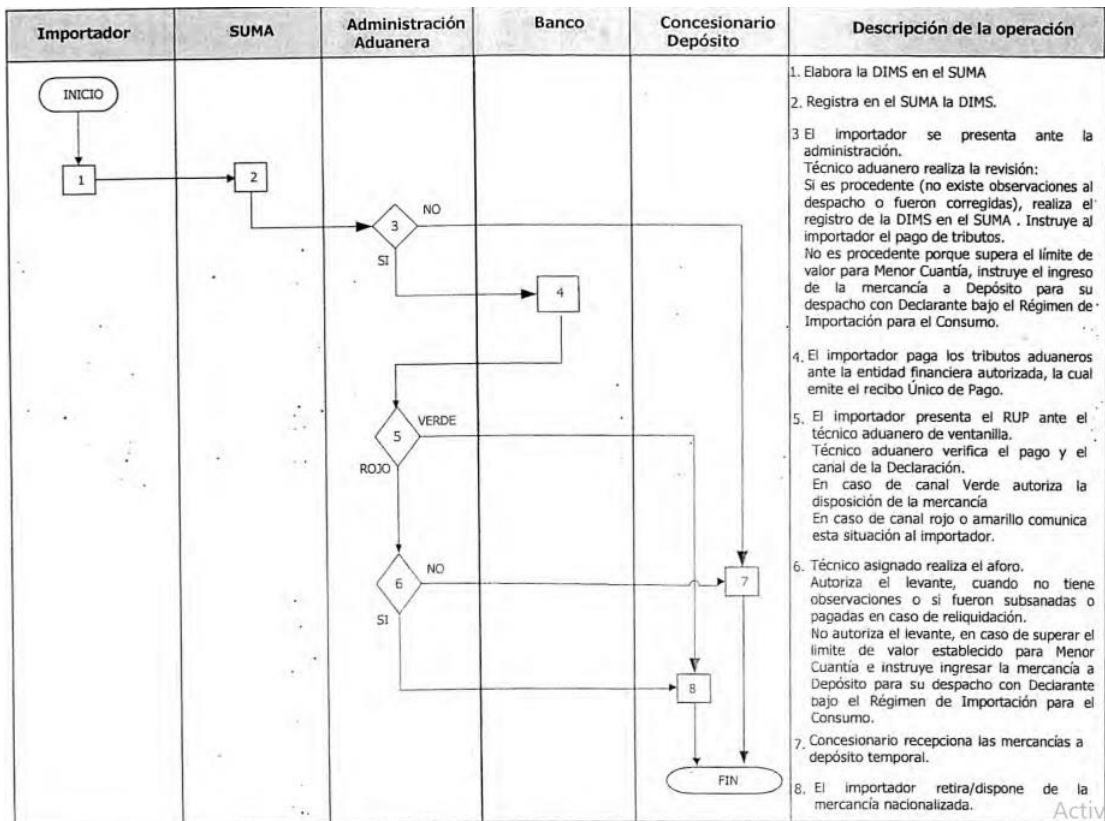 Importador
SUMA
Administración
Aduanera
Banco
Concesionario
Depósito
Descripción de la operación
INICIO
1
2
3
NO
SI
4
5
VERDE
ROJO
6
NO
SI
7
8
FIN
1. Elabora la DIMS en el SUMA
2. Registra en el SUMA la DIMS.
3 El importador se presenta ante la
administración.
Técnico aduanero realiza la revisión:
Si es procedente (no existe observaciones al
despacho o fueron corregidas), realiza el
registro de la DIMS en el SUMA . Instruye al
importador el pago de tributos.
No es procedente porque supera el límite de
valor para Menor Cuantía, instruye el ingreso
de la mercancía a Depósito para su
despacho con Declarante bajo el Régimen de
Importación para el Consumo.
4. El importador paga los tributos aduaneros
ante la entidad financiera autorizada, la cual
emite el recibo Único de Pago.
5. El importador presenta el RUP ante el
técnico aduanero de ventanilla.
Técnico aduanero verifica el pago y el
canal de la Declaración.
En caso de canal Verde autoriza la
disposición de la mercancía
En caso de canal rojo o amarillo comunica
esta situación al importador.
6. Técnico asignado realiza el aforo.
Autoriza el levante, cuando no tiene
observaciones o si fueron subsanadas o
pagadas en caso de reliquidación.
No autoriza el levante, en caso de superar el
limite de valor establecido para Menor
Cuantía e instruye ingresar la mercancía a
Depósito para su despacho con Declarante
bajo el Régimen de Importación para el
Consumo.
7. Concesionario recepciona las mercancías a
depósito temporal.
8. El importador retira/dispone de la
mercancía nacionalizada.
Activ